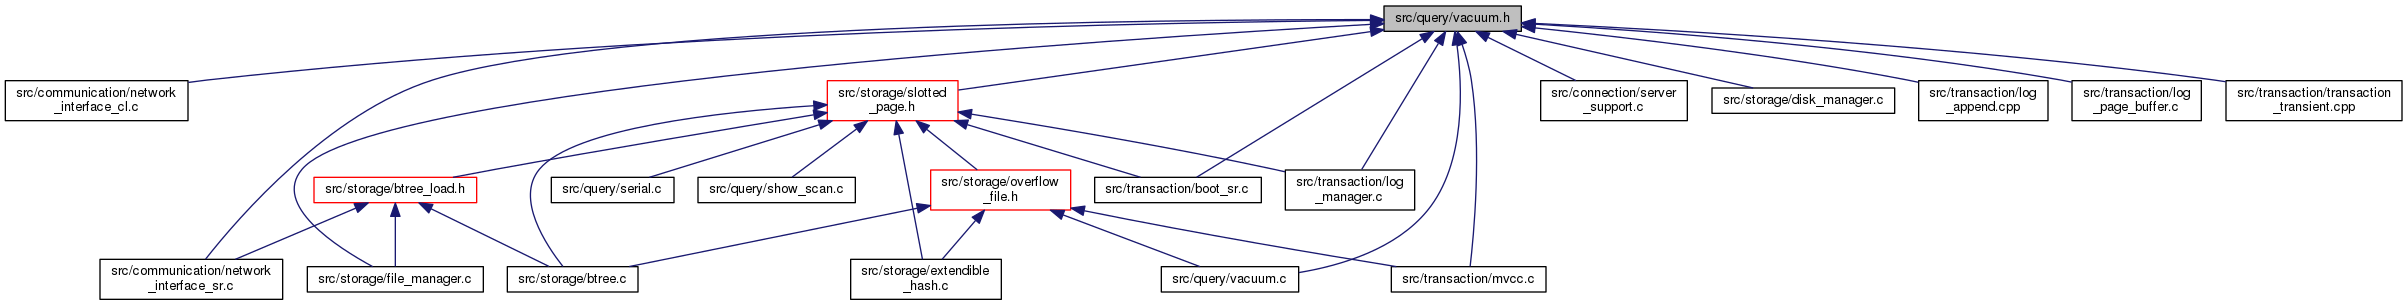 src/query/vacuum.h
src/communication/network
_interface_cl.c
src/storage/slotted
_page.h
src/connection/server
_support.c
src/storage/disk_manager.c
src/transaction/log
_append.cpp
src/transaction/log
_page_buffer.c
src/transaction/transaction
_transient.cpp
src/storage/btree_load.h
src/query/serial.c
src/query/show_scan.c
src/storage/overflow
_file.h
src/transaction/boot_sr.c
src/transaction/log
_manager.c
src/communication/network
_interface_sr.c
src/storage/file_manager.c
src/storage/btree.c
src/storage/extendible
_hash.c
src/query/vacuum.c
src/transaction/mvcc.c